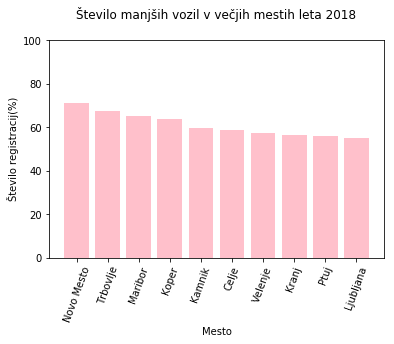 Število manjših vozil v večjih mestih leta 2018
100
80
60
40
20
0
Število registracij(%)
Novo Mesto
Trbovlje
Maribor
Koper
Kamnik
Celje
Velenje
Kranj
Ptuj
Ljubljana
Mesto